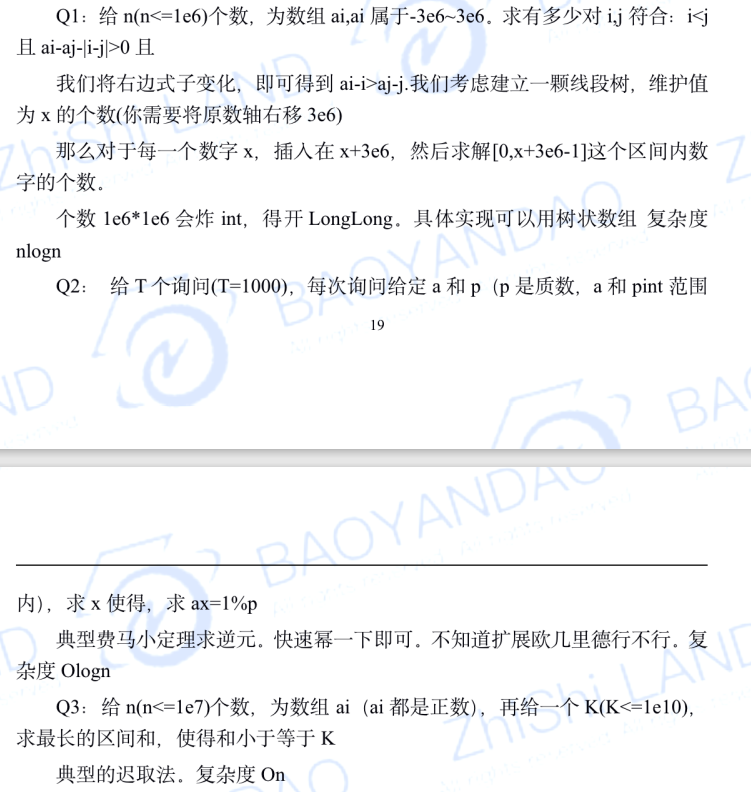 Q1：给 n(n<=1e6)个数，为数组 ai,ai 属于-3e6~3e6。求有多少对 i,j 符合：i<j
且 ai-aj-|i-j|>0 且
我们将右边式子变化，即可得到 ai-i>aj-j.我们考虑建立一颗线段树，维护值
为 x 的个数(你需要将原数轴右移 3e6)
那么对于每一个数字 x，插入在 x+3e6，然后求解[0,x+3e6-1]这个区间内数
字的个数。
个数 1e6*1e6 会炸 int，得开 LongLong。具体实现可以用树状数组 复杂度
nlogn
Q2： 给 T 个询问(T=1000)，每次询问给定 a 和 p（p 是质数，a 和 pint 范围
19
内），求 x 使得，求 ax=1%p
典型费马小定理求逆元。快速幂一下即可。不知道扩展欧几里德行不行。复
杂度 Ologn
Q3：给 n(n<=1e7)个数，为数组 ai（ai 都是正数），再给一个 K(K<=1e10)，
求最长的区间和，使得和小于等于 K
典型的迟取法。复杂度 On
BAOYANDAO
ZhiShi LAND